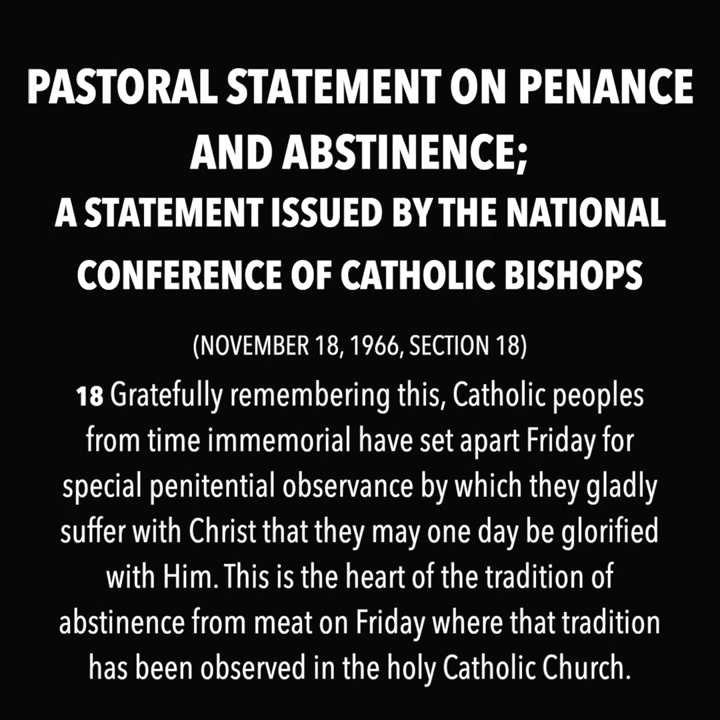 PASTORAL STATEMENT ON PENANCE
AND ABSTINENCE;
A STATEMENT ISSUED BY THE NATIONAL
CONFERENCE OF CATHOLIC BISHOPS
(NOVEMBER 18, 1966, SECTION 18)
18 Gratefully remembering this, Catholic peoples
from time immemorial have set apart Friday for
special penitential observance by which they gladly
suffer with Christ that they may one day be glorified
with Him. This is the heart of the tradition of
abstinence from meat on Friday where that tradition
has been observed in the holy Catholic Church.